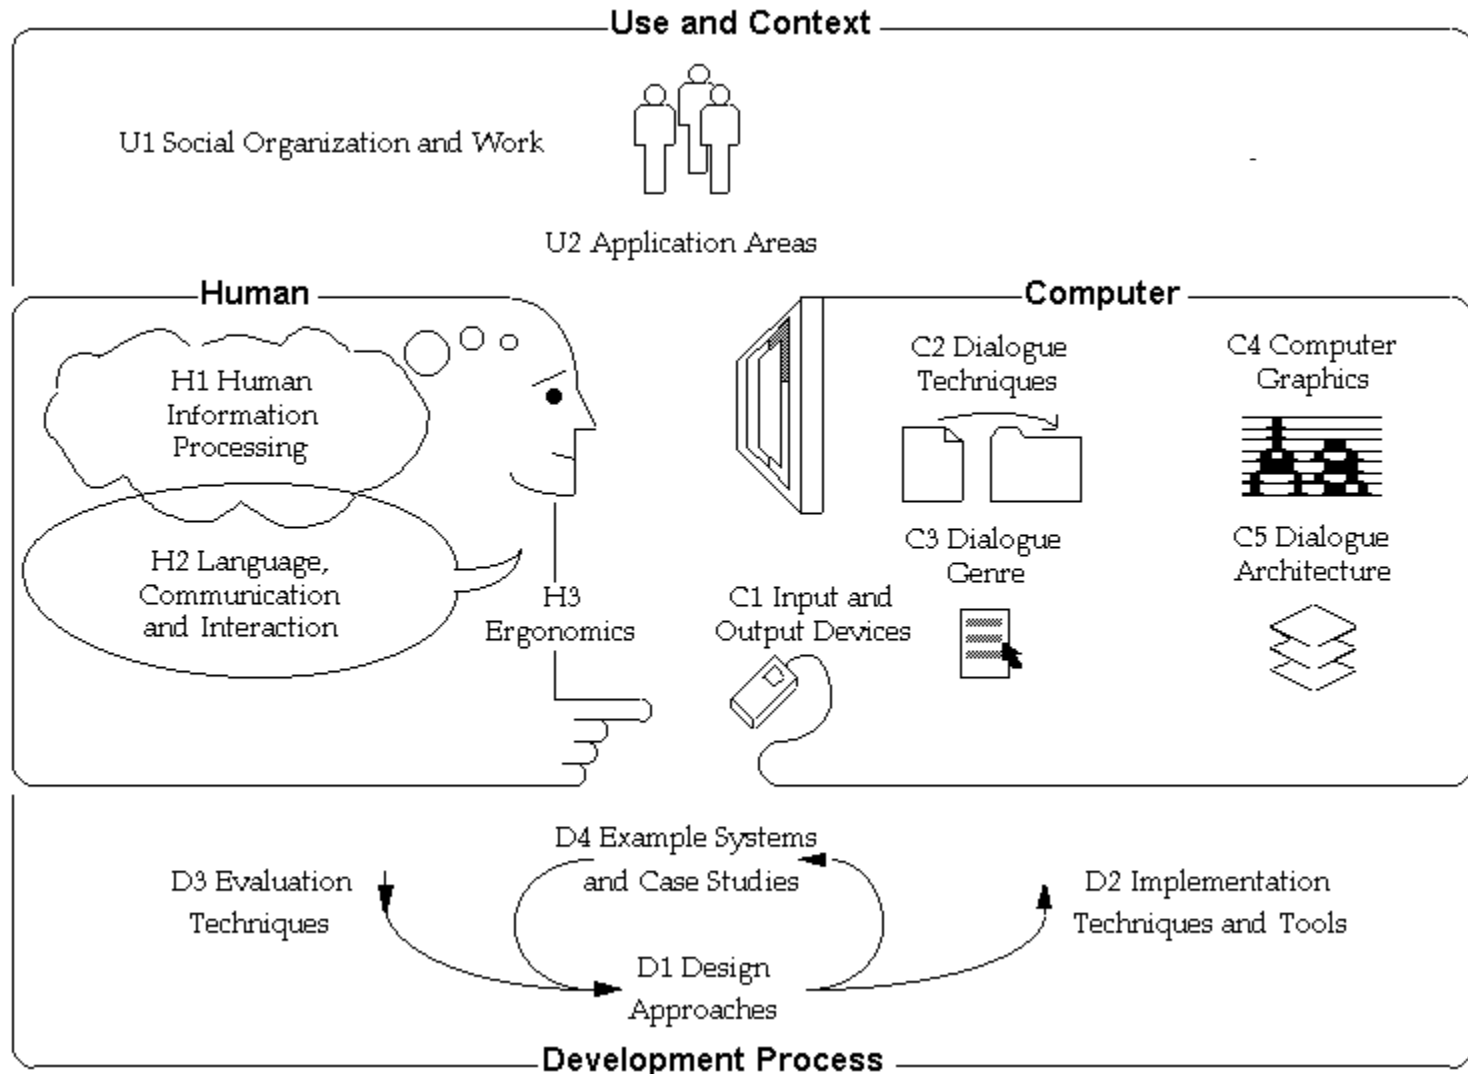 Use and Context
U1 Social Organization and Work
U2 Application Areas
Human
H1 Human
Information
Processing
H2 Language,
Communication
and Interaction
H3
Ergonomics
Computer
C1 Input and
Output Devices
C2 Dialogue
Techniques
C3 Dialogue
Genre
C4 Computer
Graphics
C5 Dialogue
Architecture
D3 Evaluation
Techniques
D4 Example Systems
and Case Studies
D1 Design
Approaches
D2 Implementation
Techniques and Tools
Development Process